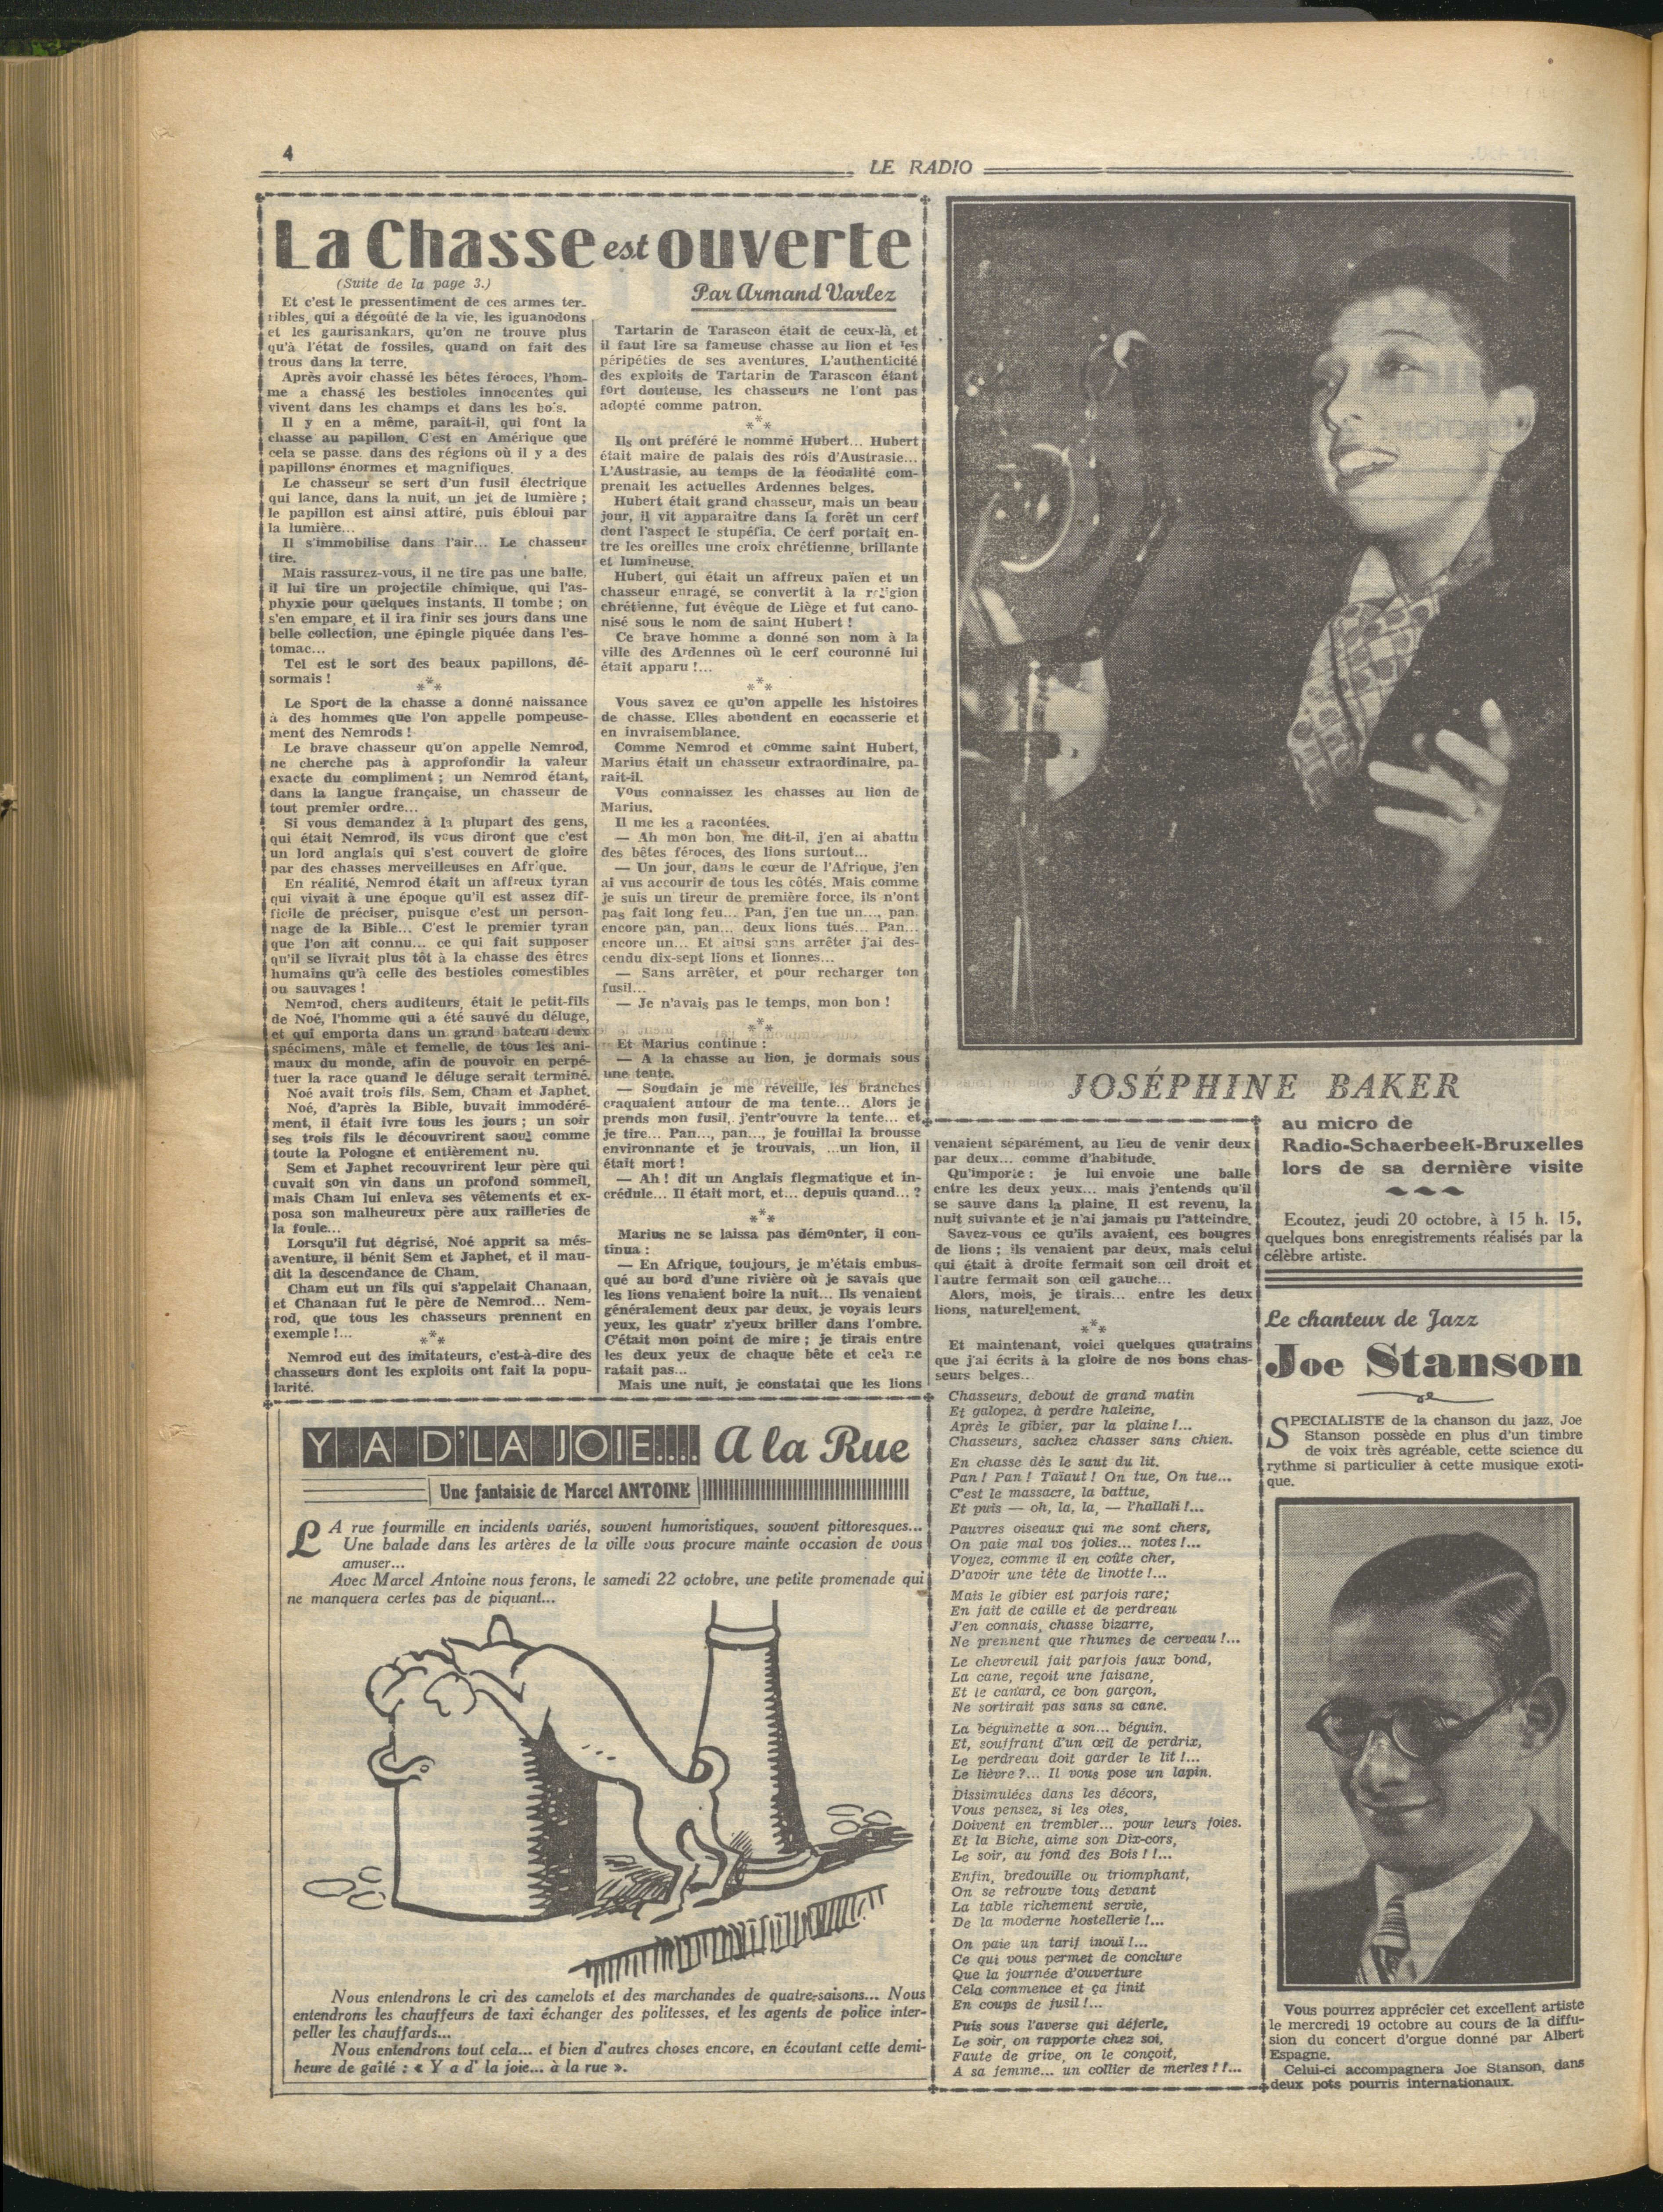 4
LE RADIO
La Chasse est ouverte
(Suite de la page 3.)
Par Armand Varlez
Et c'est le pressentiment de ces armes ter-
ribles, qui a dégoûté de la vie, les iguanodons
et les gaurisankars, qu'on ne trouve plus
qu'à l'état de fossiles, quand on fait des
trous dans la terre.
Après avoir chassé les bêtes féroces, l'hom-
me a chassé les bestioles innocentes qui
vivent dans les champs et dans les bois.
Il y en a même, paraît-il, qui font la
chasse au papillon. C'est en Amérique que
cela se passe, dans des régions où il y a des
papillons énormes et magnifiques.
Le chasseur se sert d'un fusil électrique
qui lance, dans la nuit, un jet de lumière ;
le papillon est ainsi attiré, puis ébloui par
la lumière...
Il s'immobilise dans l'air... Le chasseur
tire.
Mais rassurez-vous, il ne tire pas une balle,
il lui tire un projectile chimique, qui l'as-
phyxie pour quelques instants. Il tombe ; on
s'en empare, et il ira finir ses jours dans une
belle collection, une épingle piquée dans l'es-
tomac...
Tel est le sort des beaux papillons, dé-
sormais !
***
Le Sport de la chasse a donné naissance
à des hommes que l'on appelle pompeuse-
ment des Nemrods !
Le brave chasseur qu'on appelle Nemrod,
ne cherche pas à approfondir la valeur
exacte du compliment ; un Nemrod étant,
dans la langue française, un chasseur de
tout premier ordre...
Si vous demandez à la plupart des gens,
qui était Nemrod, ils vous diront que c'est
un lord anglais qui s'est couvert de gloire
par des chasses merveilleuses en Afrique.
En réalité, Nemrod était un affreux tyran
qui vivait à une époque qu'il est assez dif-
ficile de préciser, puisque c'est un person-
nage de la Bible... C'est le premier tyran
que l'on ait connu... ce qui fait supposer
qu'il se livrait plus tôt à la chasse des êtres
humains qu'à celle des bestioles comestibles
ou sauvages !
Nemrod, chers auditeurs, était le petit-fils
de Noé, l'homme qui a été sauvé du déluge,
et qui emporta dans un grand bateau deux
spécimens, mâle et femelle, de tous les ani-
maux du monde, afin de pouvoir en perpé-
tuer la race quand le déluge serait terminé.
Noé avait trois fils. Sem, Cham et Japhet.
Noé, d'après la Bible, buvait immodéré-
ment, il était ivre tous les jours ; un soir
ses trois fils le découvrirent saoul comme
toute la Pologne et entièrement nu.
Sem et Japhet recouvrirent leur père qui
cuvait son vin dans un profond sommeil,
mais Cham lui enleva ses vêtements et ex-
posa son malheureux père aux railleries de
la foule...
Lorsqu'il fut dégrisé, Noé apprit sa més-
aventure, il bénit Sem et Japhet, et il mau-
dit la descendance de Cham.
Cham eut un fils qui s'appelait Chanaan,
et Chanaan fut le père de Nemrod... Nem-
rod, que tous les chasseurs prennent en
exemple !...
***
Nemrod eut des imitateurs, c'est-à-dire des
chasseurs dont les exploits ont fait la popu-
larité.
Tartarin de Tarascon était de ceux-là, et
il faut lire sa fameuse chasse au lion et les
péripéties de ses aventures. L'authenticité
des exploits de Tartarin de Tarascon étant
fort douteuse, les chasseurs ne l'ont pas
adopté comme patron.
***
Ils ont préféré le nommé Hubert... Hubert
était maire de palais des rois d'Austrasie...
L'Austrasie, au temps de la féodalité com-
prenait les actuelles Ardennes belges.
Hubert était grand chasseur, mais un beau
jour, il vit apparaître dans la forêt un cerf
dont l'aspect le stupéfia. Ce cerf portait en-
tre les oreilles une croix chrétienne, brillante
et lumineuse.
Hubert, qui était un affreux païen et un
chasseur enragé, se convertit à la religion
chrétienne, fut évêque de Liège et fut cano-
nisé sous le nom de saint Hubert !
Ce brave homme a donné son nom à la
ville des Ardennes où le cerf couronné lui
était apparu !...
***
Vous savez ce qu'on appelle les histoires
de chasse. Elles abondent en cocasserie et
en invraisemblance.
Comme Nemrod et comme saint Hubert,
Marius était un chasseur extraordinaire, pa-
raît-il.
Vous connaissez les chasses au lion de
Marius.
Il me les a racontées.
— Ah mon bon, me dit-il, j'en ai abattu
des bêtes féroces, des lions surtout...
— Un jour, dans le cœur de l'Afrique, j'en
ai vus accourir de tous les côtés. Mais comme
je suis un tireur de première force, ils n'ont
pas fait long feu... Pan, j'en tue un..., pan,
encore pan, pan... deux lions tués... Pan...
encore un... Et ainsi sans arrêter j'ai des-
cendu dix-sept lions et lionnes...
— Sans arrêter, et pour recharger ton
fusil...
— Je n'avais pas le temps, mon bon !
***
Et Marius continue :
— A la chasse au lion, je dormais sous
une tente.
— Soudain je me réveille, les branches
craquaient autour de ma tente... Alors je
prends mon fusil, j'entr'ouvre la tente... et
je tire... Pan..., pan..., je fouillai la brousse
environnante et je trouvais, ...un lion, il
était mort !
— Ah ! dit un Anglais flegmatique et in-
crédule... Il était mort, et... depuis quand... ?
***
Marius ne se laissa pas démonter, il con-
tinua :
— En Afrique, toujours, je m'étais embus-
qué au bord d'une rivière où je savais que
les lions venaient boire la nuit... Ils venaient
généralement deux par deux, je voyais leurs
yeux, les quatr' z'yeux briller dans l'ombre.
C'était mon point de mire ; je tirais entre
les deux yeux de chaque bête et cela ne
ratait pas...
Mais une nuit, je constatai que les lions
venaient séparément, au lieu de venir deux
par deux... comme d'habitude.
Qu'importe : je lui envoie une balle
entre les deux yeux... mais j'entends qu'il
se sauve dans la plaine. Il est revenu, la
nuit suivante et je n'ai jamais pu l'atteindre.
Savez-vous ce qu'ils avaient, ces bougres
de lions ; ils venaient par deux, mais celui
qui était à droite fermait son œil droit et
l'autre fermait son œil gauche...
Alors, mois, je tirais... entre les deux
lions, naturellement.
***
Et maintenant, voici quelques quatrains
que j'ai écrits à la gloire de nos bons chas-
seurs belges...
Chasseurs, debout de grand matin
Et galopez, à perdre haleine,
Après le gibier, par la plaine !...
Chasseurs, sachez chasser sans chien.
En chasse dès le saut du lit.
Pan ! Pan ! Taïaut ! On tue, On tue...
C'est le massacre, la battue,
Et puis — oh, la, la, — l'hallali !...
Pauvres oiseaux qui me sont chers,
On paie mal vos jolies... notes !...
Voyez, comme il en coûte cher,
D'avoir une tête de linotte !...
Mais le gibier est parfois rare;
En fait de caille et de perdreau
J'en connais, chasse bizarre,
Ne prennent que rhumes de cerveau !...
Le chevreuil fait parfois faux bond,
La cane, reçoit une faisane,
Et le canard, ce bon garçon,
Ne sortirait pas sans sa cane.
La béguinette a son... béguin.
Et, souffrant d'un œil de perdrix,
Le perdreau doit garder le lit !...
Le lièvre ?... Il vous pose un lapin.
Dissimulées dans les décors,
Vous pensez, si les oies,
Doivent en trembler... pour leurs foies.
Et la Biche, aime son Dix-cors,
Le soir, au fond des Bois ! !...
Enfin, bredouille ou triomphant,
On se retrouve tous devant
La table richement servie,
De la moderne hostellerie !...
On paie un tarif inouï !...
Ce qui vous permet de conclure
Que la journée d'ouverture
Cela commence et ça finit
En coups de fusil !...
Puis sous l'averse qui déferle,
Le soir, on rapporte chez soi,
Faute de grive, on le conçoit,
A sa femme... un collier de merles ! !...
JOSÉPHINE BAKER
au micro de
Radio-Schaerbeek-Bruxelles
lors de sa dernière visite
Ecoutez, jeudi 20 octobre, à 15 h. 15,
quelques bons enregistrements réalisés par la
célèbre artiste.
Le chanteur de Jazz
Joe Stanson
SPECIALISTE de la chanson du jazz, Joe
Stanson possède en plus d'un timbre
de voix très agréable, cette science du
rythme si particulier à cette musique exoti-
que.
Vous pourrez apprécier cet excellent artiste
le mercredi 19 octobre au cours de la diffu-
sion du concert d'orgue donné par Albert
Espagne.
Celui-ci accompagnera Joe Stanson, dans
deux pots pourris internationaux.
Y A D'LA JOIE.... A la Rue
Une fantaisie de Marcel ANTOINE
LA rue fourmille en incidents variés, souvent humoristiques, souvent pittoresques...
Une balade dans les artères de la ville vous procure mainte occasion de vous
amuser...
Avec Marcel Antoine nous ferons, le samedi 22 octobre, une petite promenade qui
ne manquera certes pas de piquant...
Nous entendrons le cri des camelots et des marchandes de quatre-saisons... Nous
entendrons les chauffeurs de taxi échanger des politesses, et les agents de police inter-
peller les chauffards...
Nous entendrons tout cela... et bien d'autres choses encore, en écoutant cette demi-
heure de gaîté : « Y a d' la joie... à la rue ».